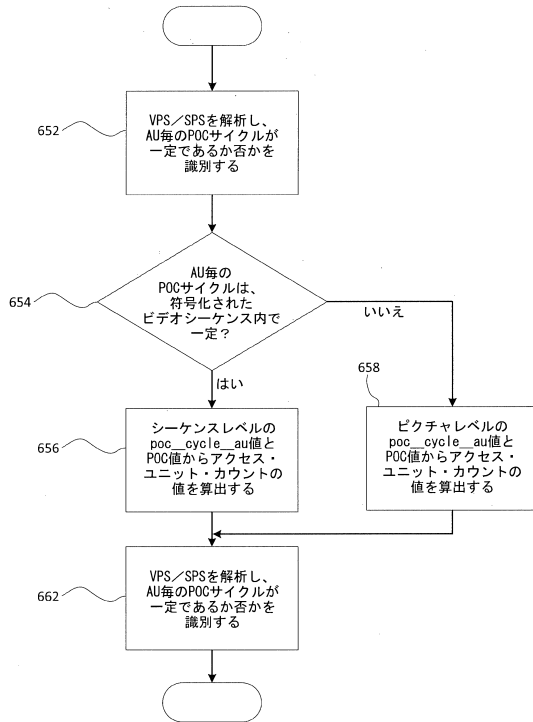 652
VPS／SPSを解析し、
AU毎のPOCサイクルが
一定であるか否かを
識別する
654
AU毎の
POCサイクルは、
符号化された
ビデオシーケンス内で
一定？
いいえ
はい
658
656
シーケンスレベルの
poc__cycle__au値と
POC値からアクセス・
ユニット・カウントの
値を算出する
ピクチャレベルの
poc__cycle__au値と
POC値からアクセス・
ユニット・カウントの
値を算出する
662
VPS／SPSを解析し、
AU毎のPOCサイクルが
一定であるか否かを
識別する